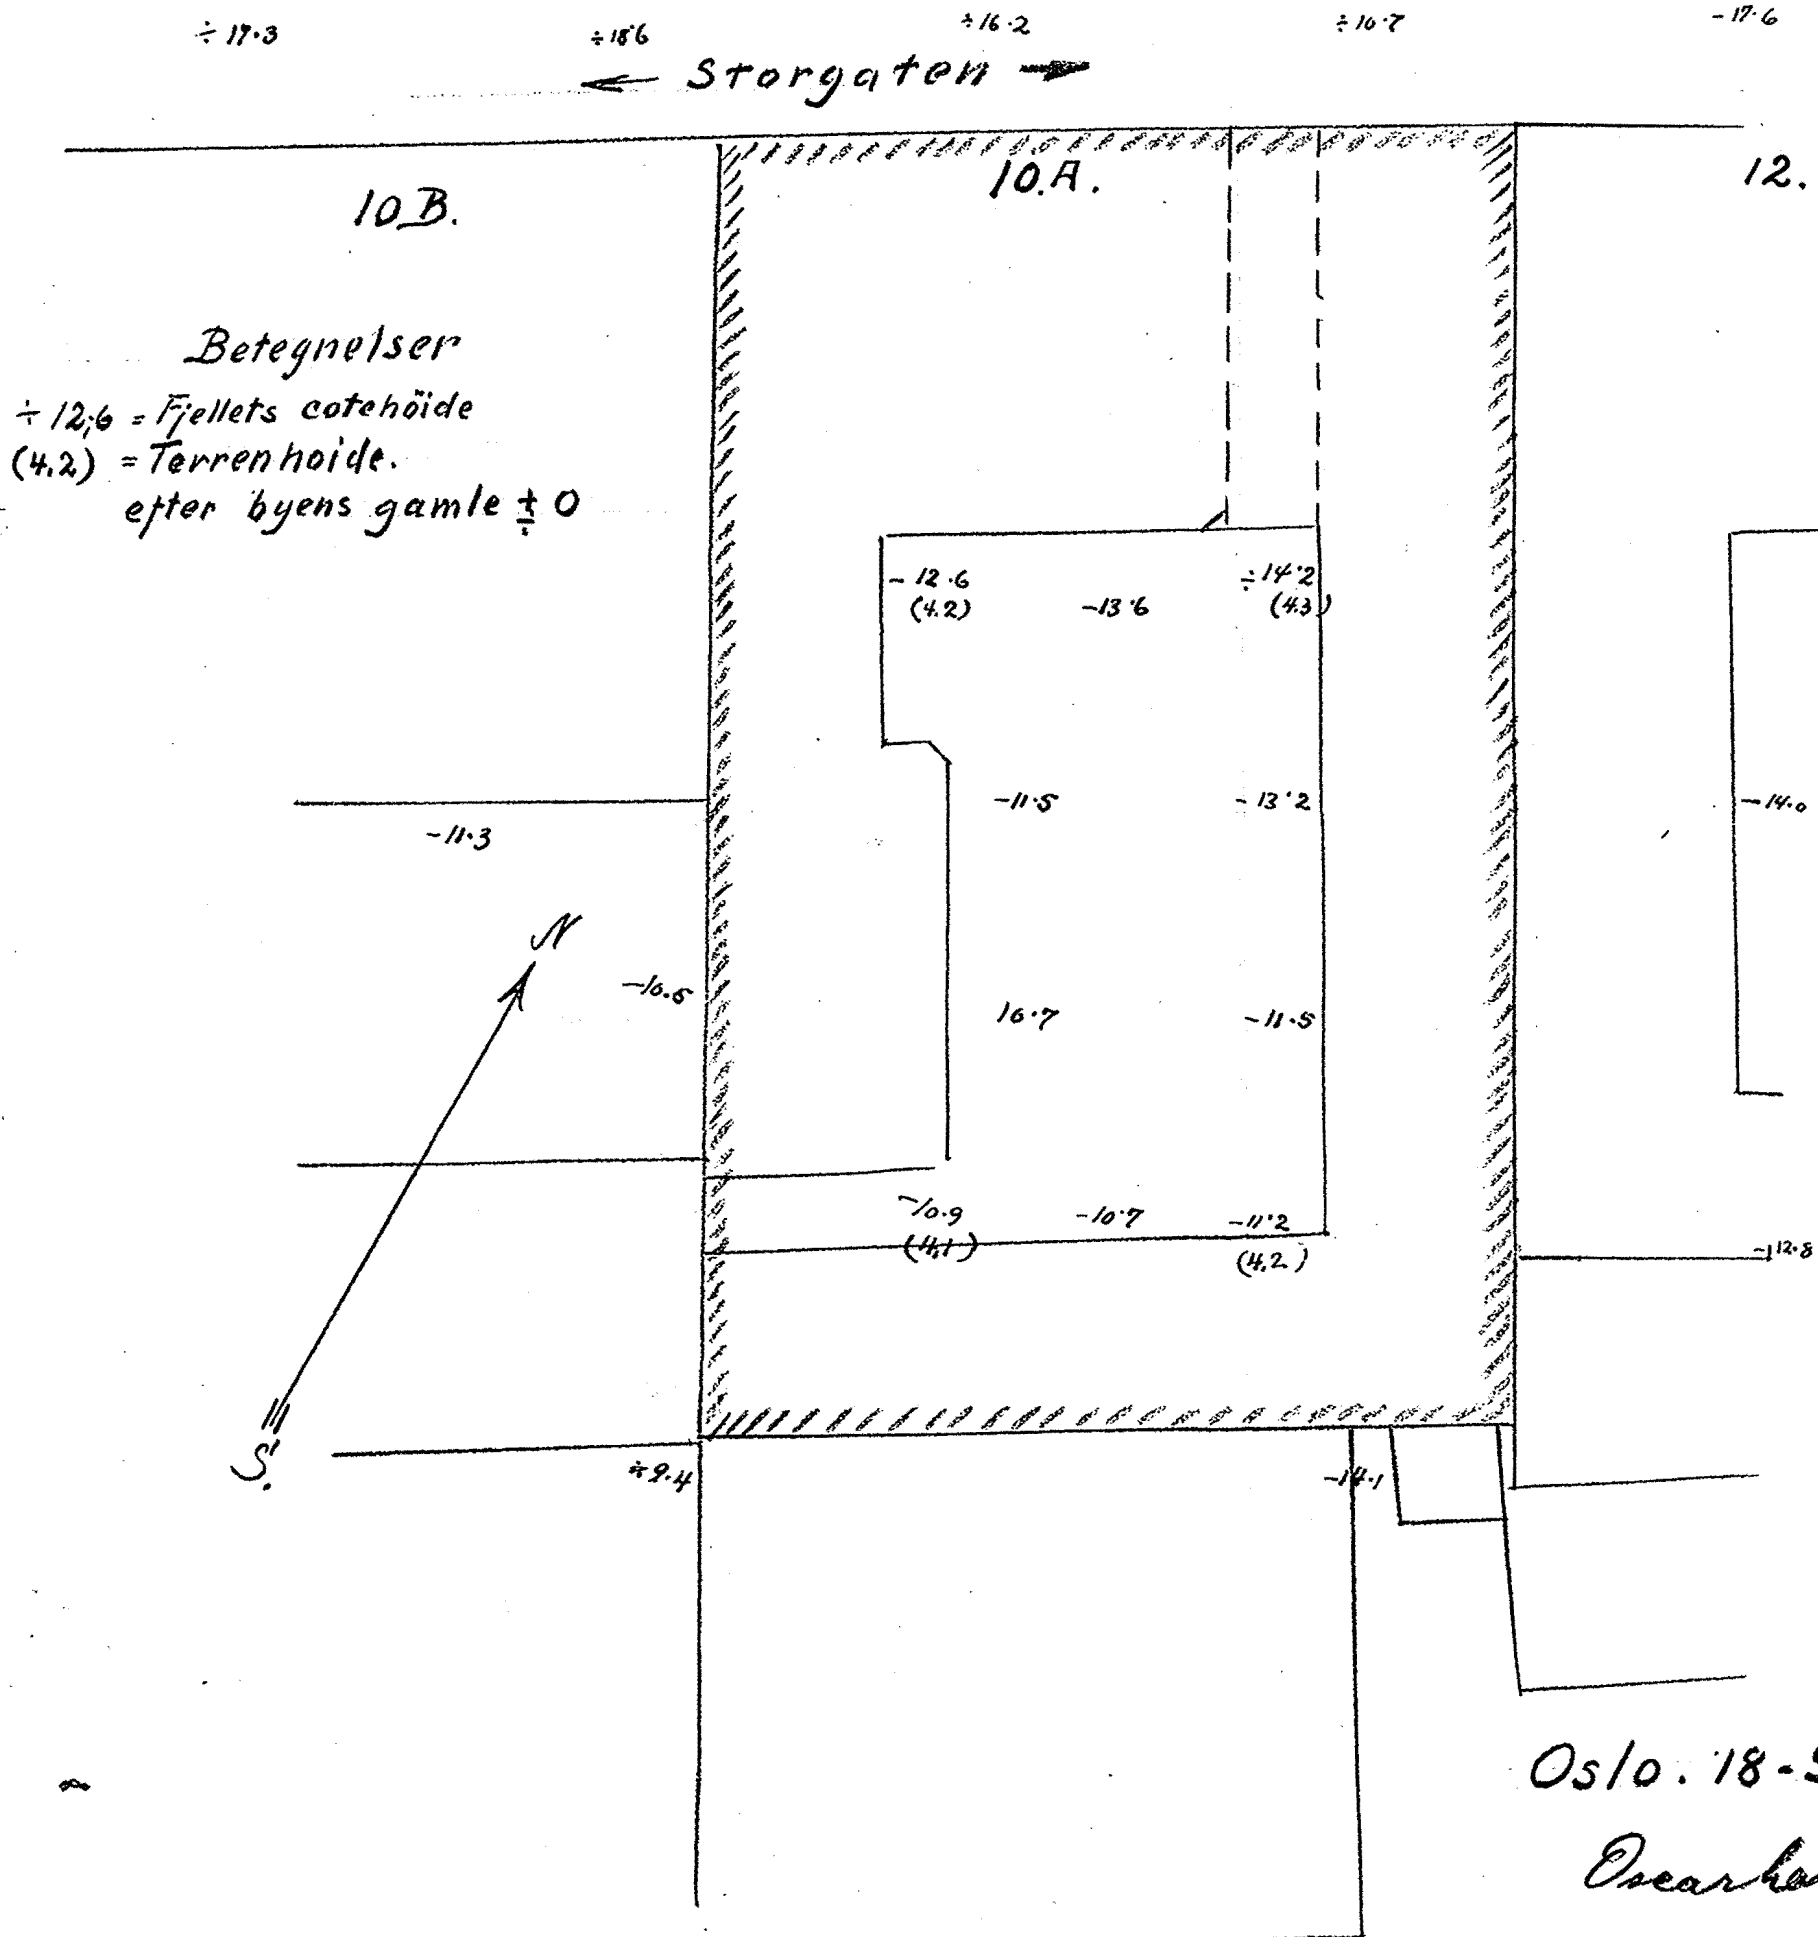 ÷ 17.3
÷ 18.6
÷ 16.2
÷ 16.7
- 17.6
← Storgaten →
10 B.
10.A.
12.
Betegnelser
÷ 12,6 = Fjellets cotehöide
(4.2) = Terrenhoide.
efter byens gamle ± 0
- 12.6
(4.2)
-13.6
÷ 14.2
(4.3)
-11.5
- 13.2
-14.0
-11.3
N
-10.5
10.7
-11.5
-10.9
(4.1)
-10.7
-11.2
(4.2)
-12.8
S.
÷ 9.4
-14.1
Oslo. 18-